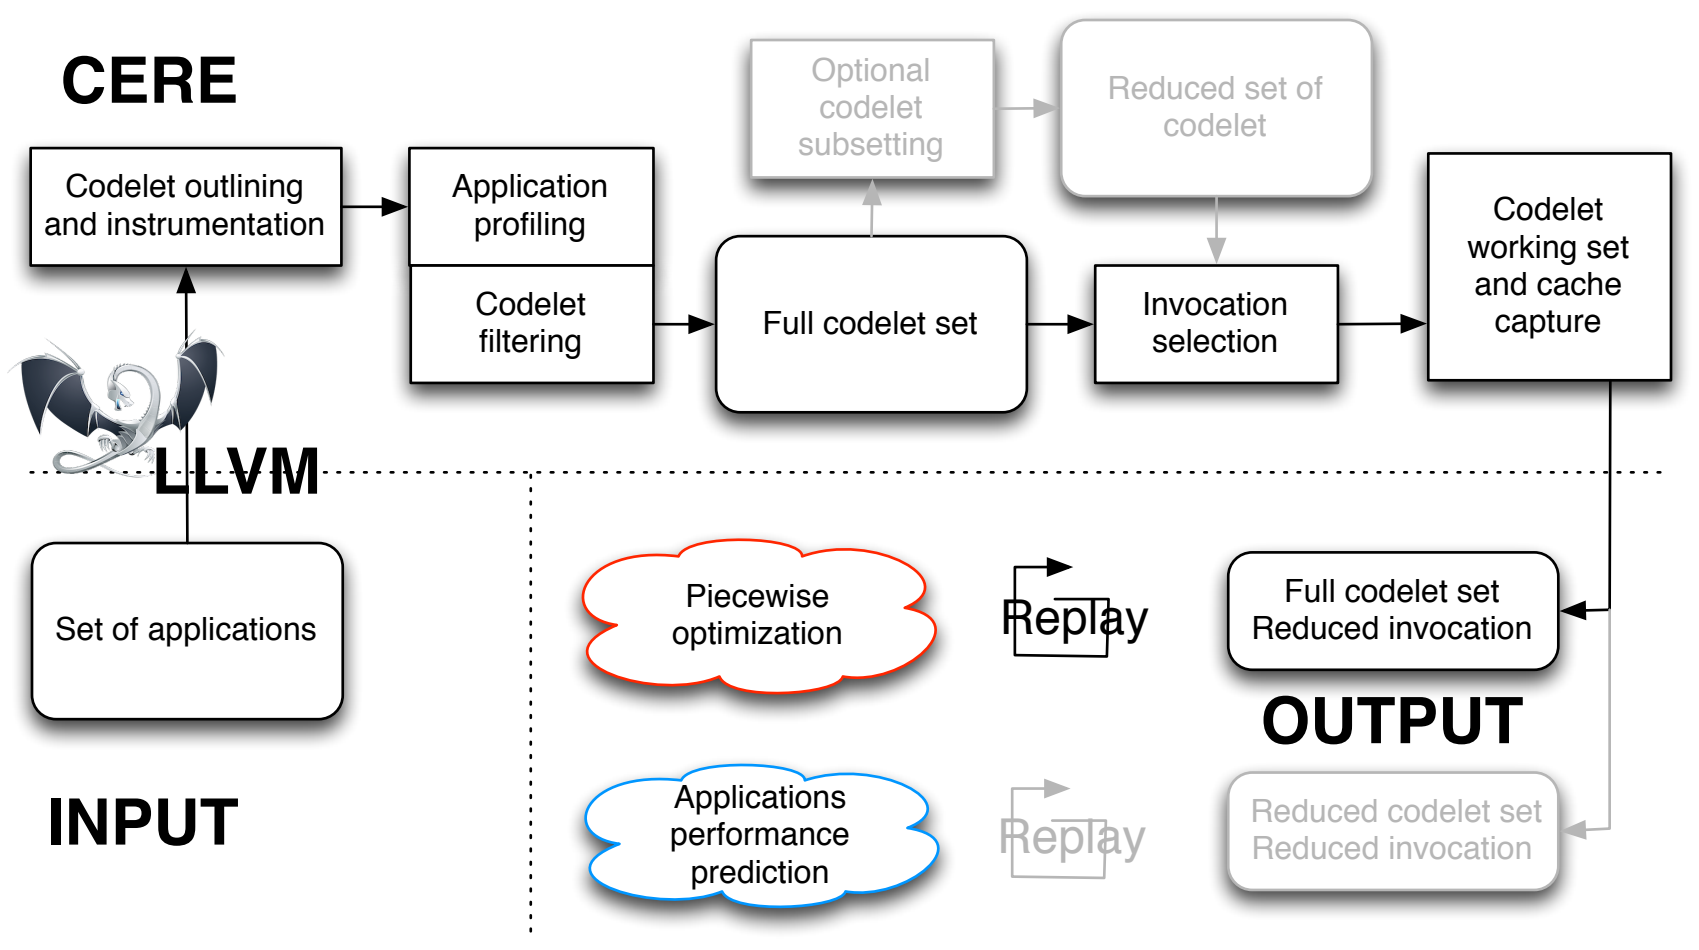 CERE
Optional
codelet
subsetting
Reduced set of
codelet
Codelet outlining
and instrumentation
Application
profiling
Codelet
filtering
Full codelet set
Invocation
selection
Codelet
working set
and cache
capture
LLVM
Set of applications
INPUT
Piecewise
optimization
Replay
Full codelet set
Reduced invocation
OUTPUT
Applications
performance
prediction
Replay
Reduced codelet set
Reduced invocation